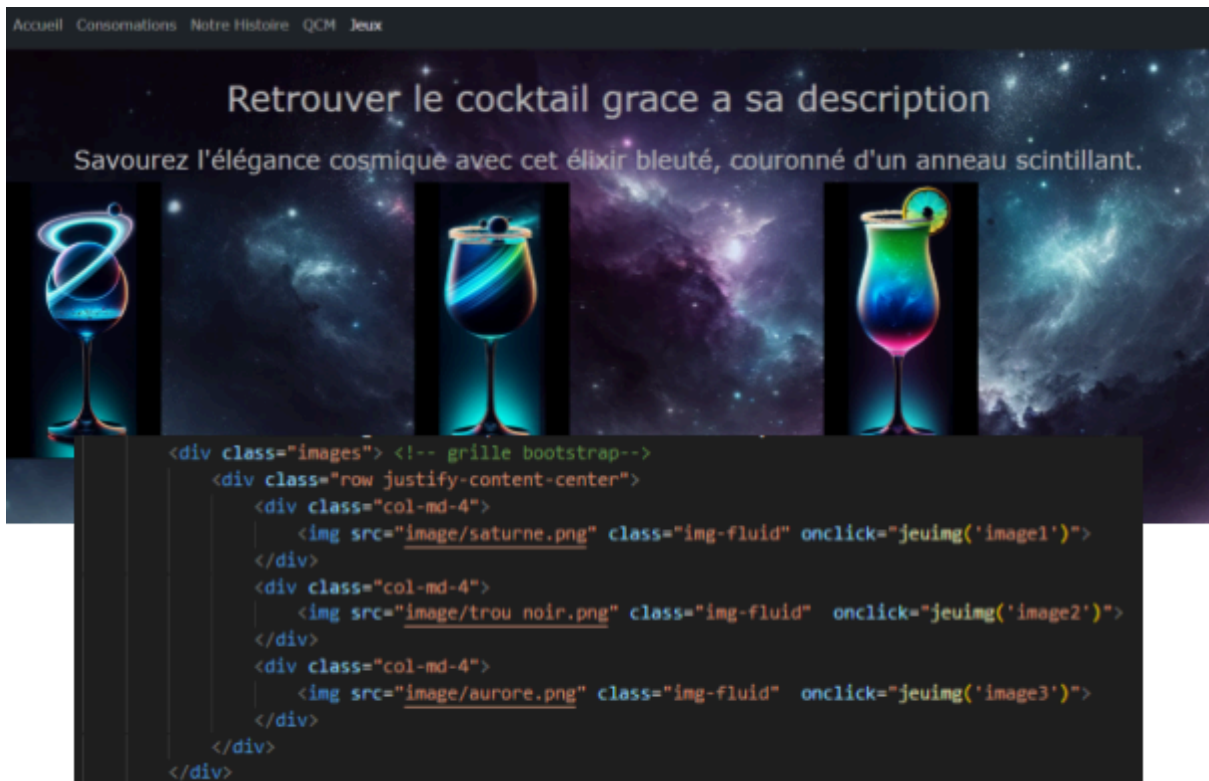 Accueil Consomations Notre Histoire QCM Jeux
Retrouver le cocktail grace a sa description
Savourez l'élégance cosmique avec cet élixir bleuté, couronné d'un anneau scintillant.
<div class="images"> <!-- grille bootstrap-->
<div class="row justify-content-center">
<div class="col-md-4">
<img src="image/saturne.png" class="img-fluid" onclick="jeuimg('image1')">
</div>
<div class="col-md-4">
<img src="image/trou noir.png" class="img-fluid" onclick="jeuimg('image2')">
</div>
<div class="col-md-4">
<img src="image/aurore.png" class="img-fluid" onclick="jeuimg('image3')">
</div>
</div>
</div>